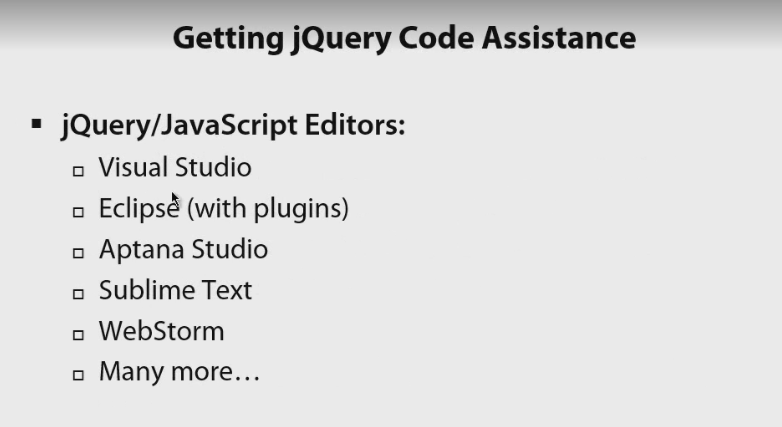 Getting jQuery Code Assistance
jQuery/JavaScript Editors:
Visual Studio
Eclipse (with plugins)
Aptana Studio
Sublime Text
WebStorm
Many more…